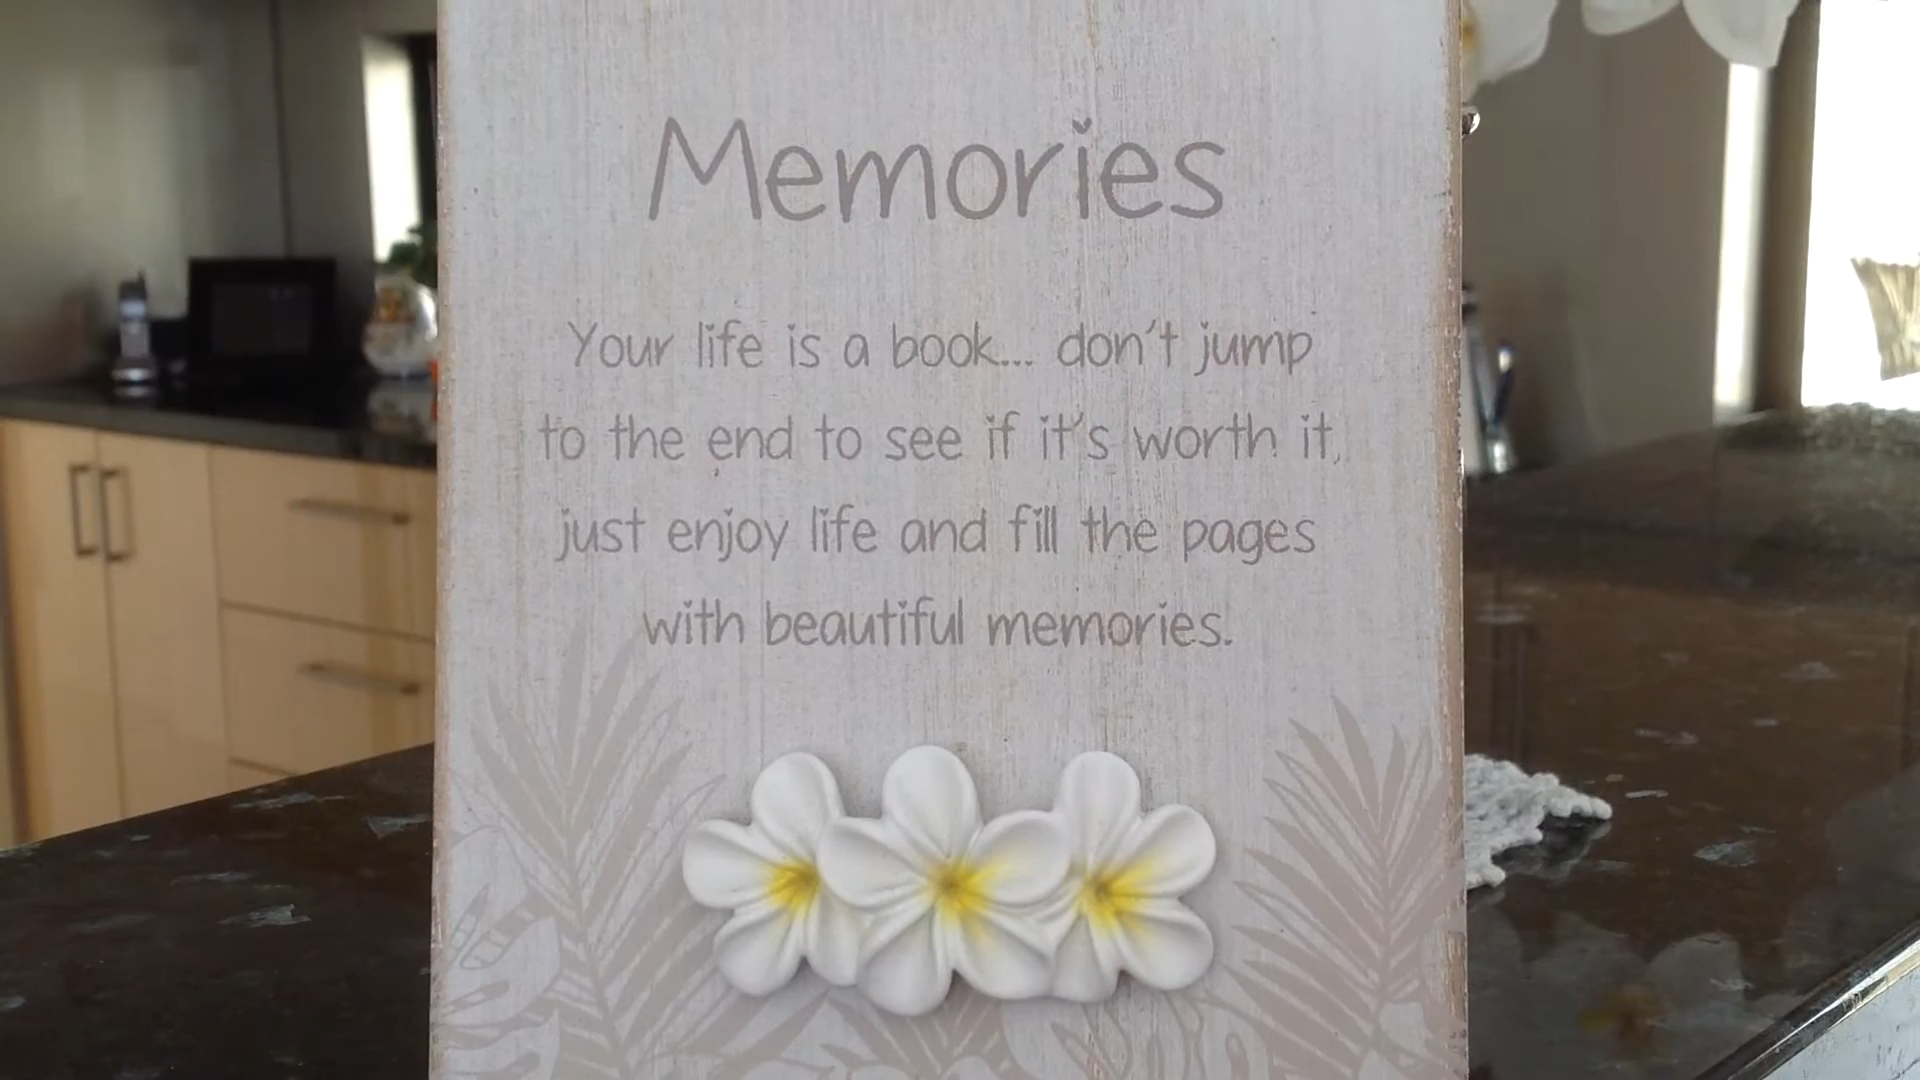 Memories
Your life is a book... don't jump
to the end to see if it's worth it,
just enjoy life and fill the pages
with beautiful memories.